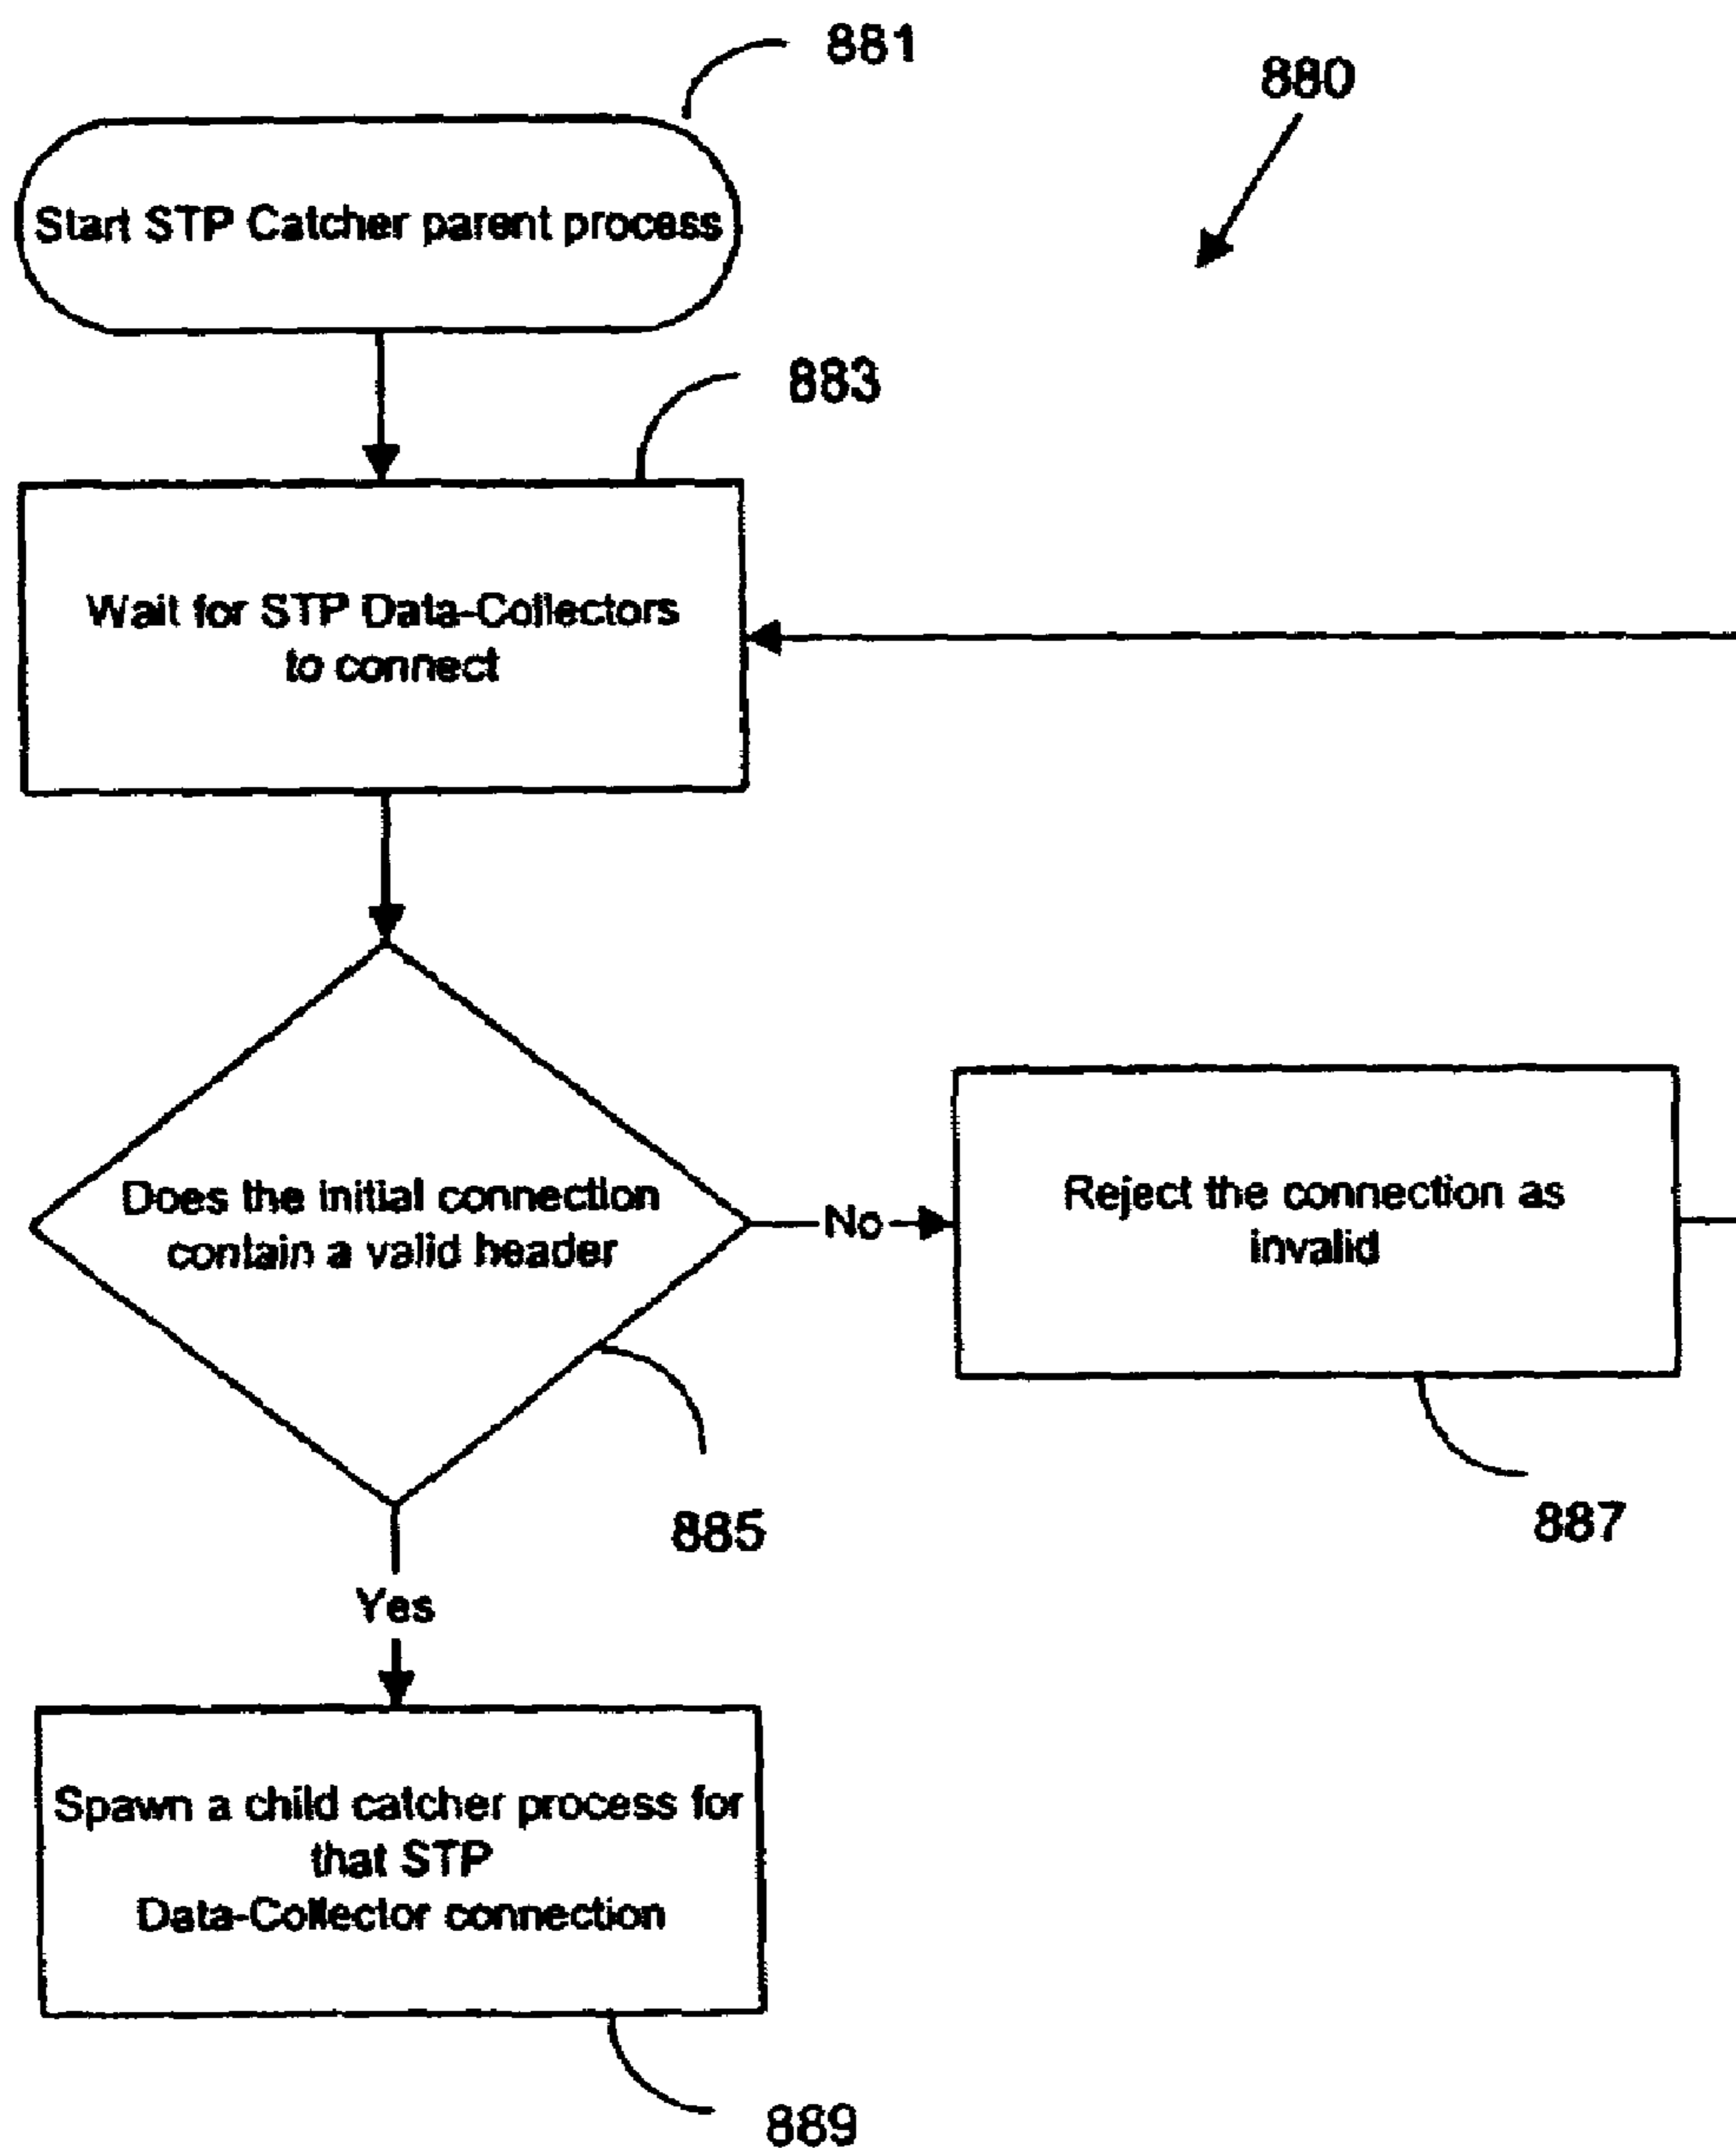 881
880
Start STP Catcher parent process
883
Wait for STP Data-Collectors
to connect
Does the initial connection
contain a valid header
No
Reject the connection as
invalid
885
887
Yes
Spawn a child catcher process for
that STP
Data-Collector connection
889